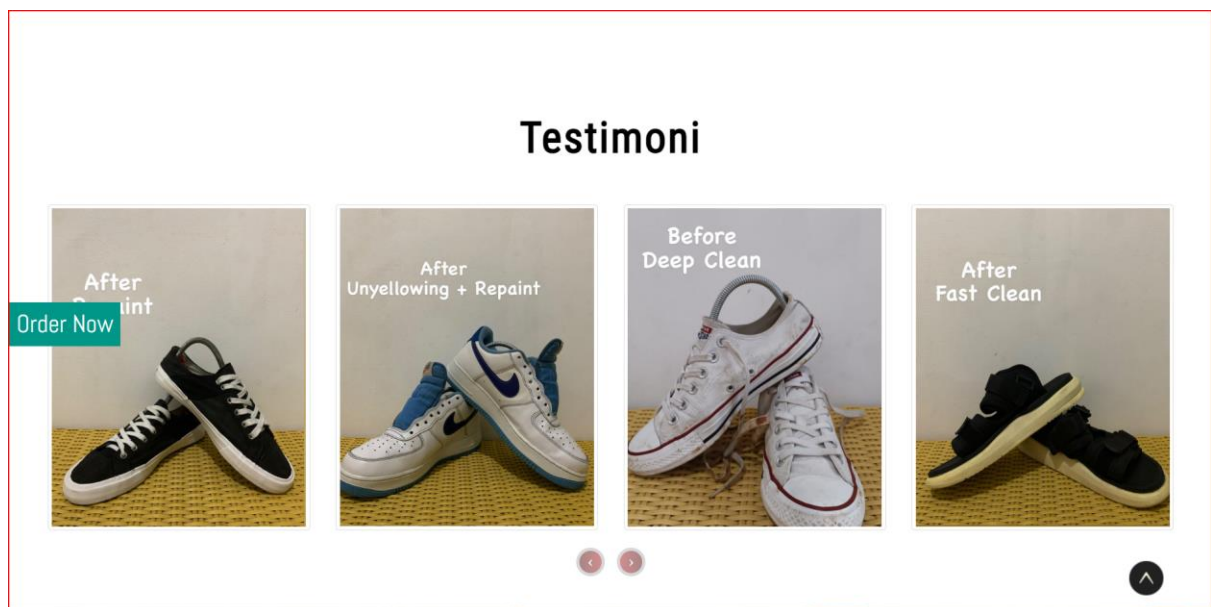 Testimoni
After
Unyellowing + Repaint
Before
Deep Clean
After
Fast Clean
After
Order Now